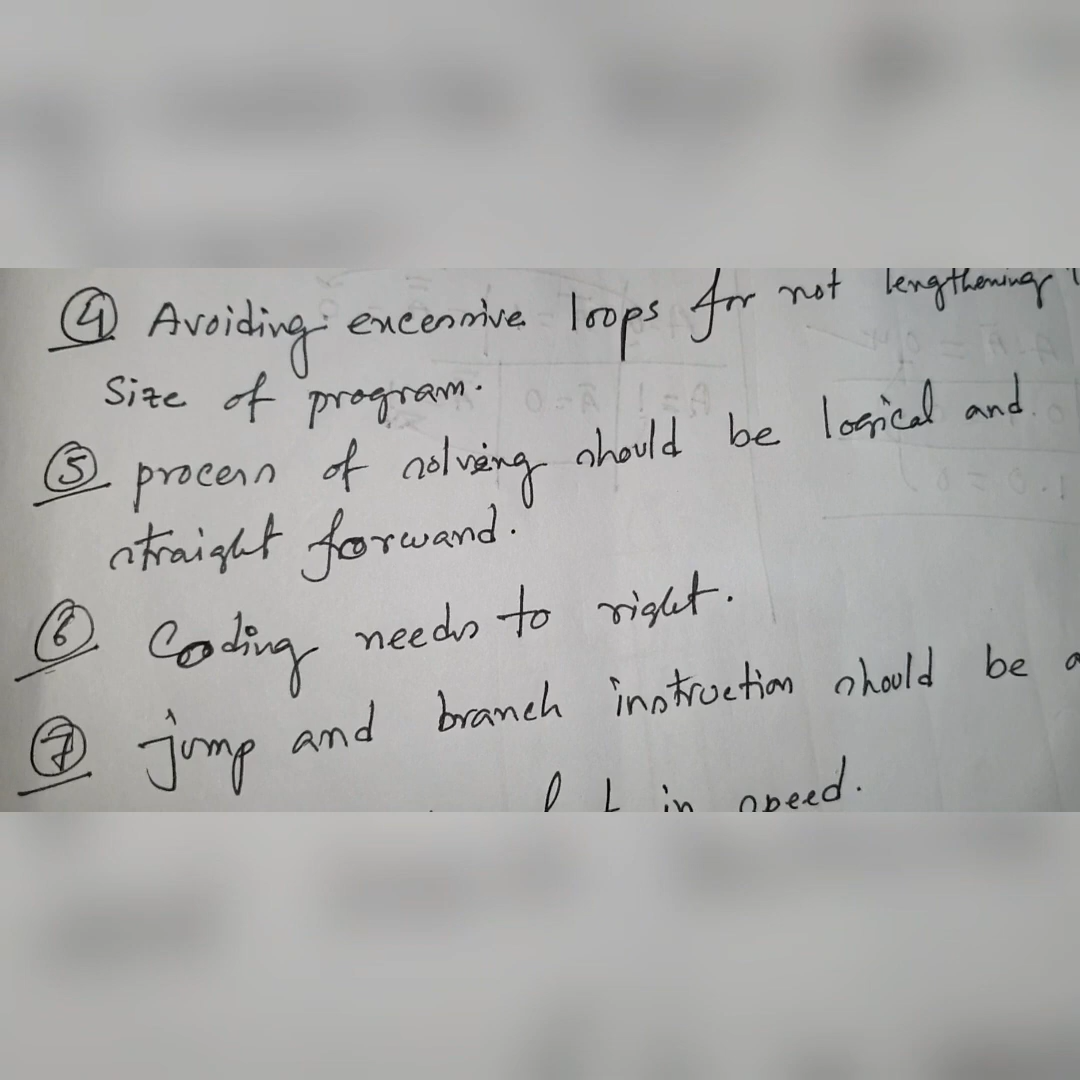 ④ Avoiding excessive loops for not lengthening
Size of program.
⑤ process of solving should be logical and
straight forward.
⑥ Coding needs to right.
⑦ jump and branch instruction should be
in speed.